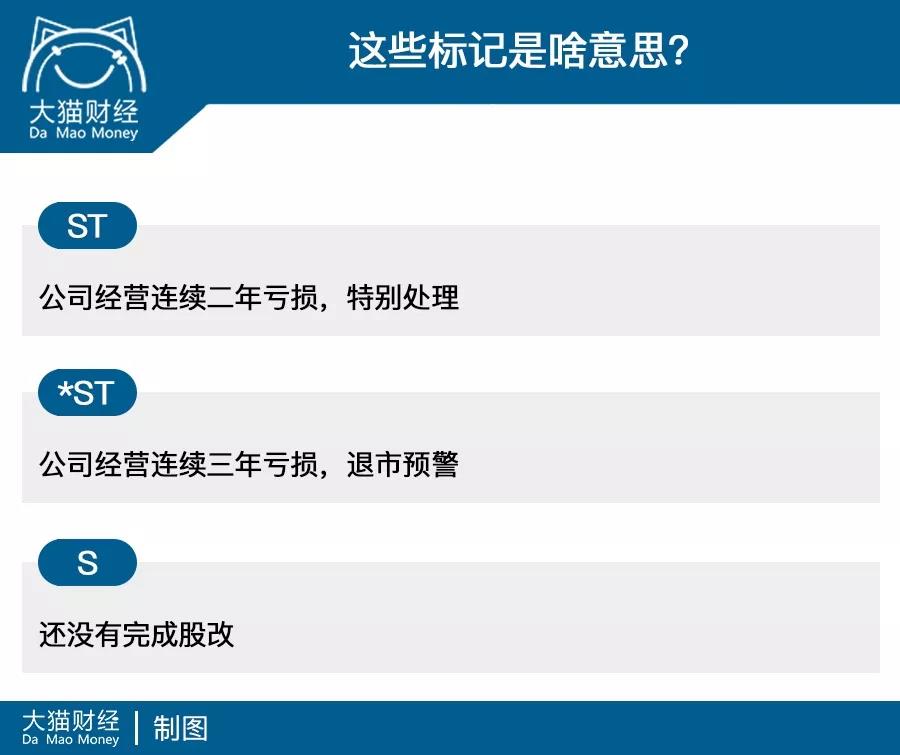 这些标记是啥意思?
大猫财经
Da Mao Money
ST
公司经营连续二年亏损，特别处理
*ST
公司经营连续三年亏损，退市预警
S
还没有完成股改
大猫财经
Da Mao Money
制图